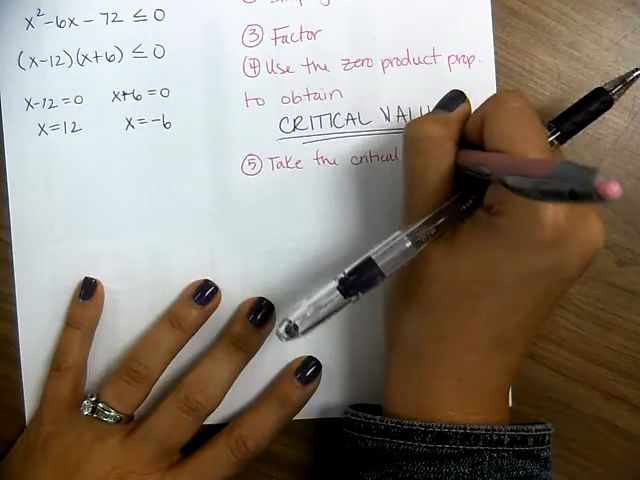 x² - 6x - 72 ≤ 0
(x-12)(x+6) ≤ 0
x-12=0 x+6=0
x=12 x=-6
③ Factor
④ Use the zero product prop.
to obtain
CRITICAL
⑤ Take the critical